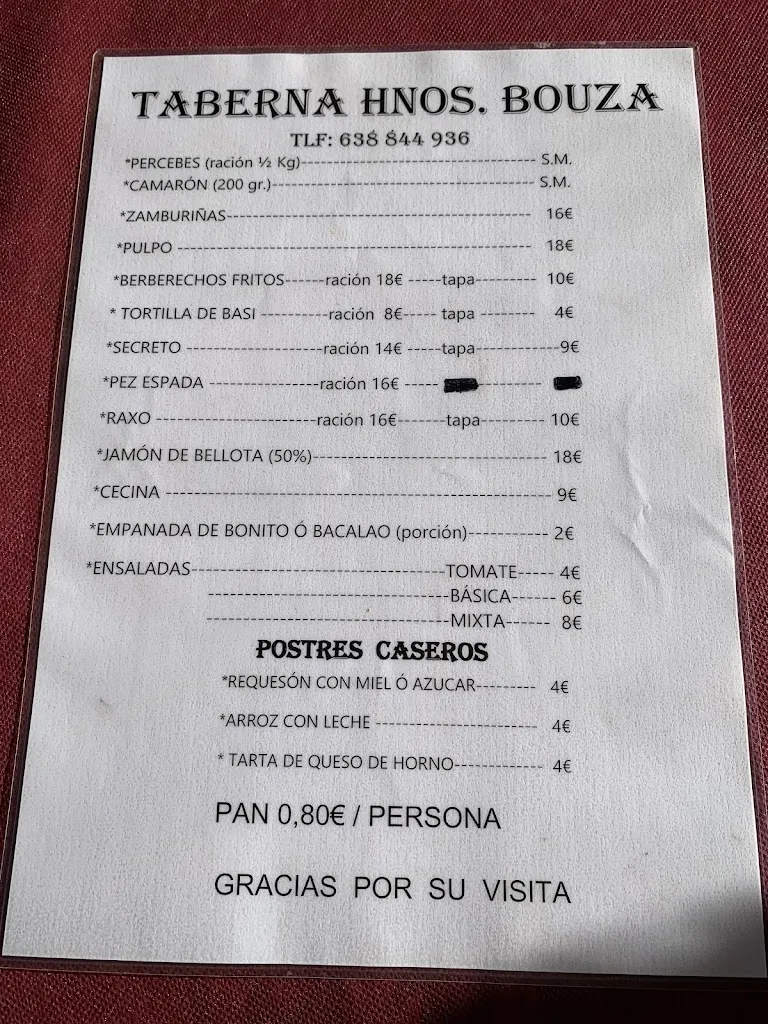 TABERNA HNOS. BOUZA
TLF: 638 844 936
*PERCEBES (ración ½ Kg)------------------------------ S.M.
*CAMARÓN (200 gr.)---------------------------------- S.M.
*ZAMBURIÑAS---------------------------------------- 16€
*PULPO ---------------------------------------------- 18€
*BERBERECHOS FRITOS------ración 18€ -----tapa--------- 10€
* TORTILLA DE BASI ----------ración 8€----- tapa -------- 4€
*SECRETO --------------------ración 14€ -----tapa------------9€
*PEZ ESPADA -----------------ración 16€ ----- ---------
*RAXO -----------------------ración 16€-------tapa--------- 10€
*JAMÓN DE BELLOTA (50%)------------------------------ 18€
*CECINA ------------------------------------------------- 9€
*EMPANADA DE BONITO Ó BACALAO (porción)----------- 2€
*ENSALADAS----------------------------------TOMATE----- 4€
--------------------------------BÁSICA------ 6€
--------------------------------MIXTA------ 8€
POSTRES CASEROS
*REQUESÓN CON MIEL Ó AZUCAR--------- 4€
*ARROZ CON LECHE ---------------------- 4€
* TARTA DE QUESO DE HORNO------------ 4€
PAN 0,80€ / PERSONA
GRACIAS POR SU VISITA